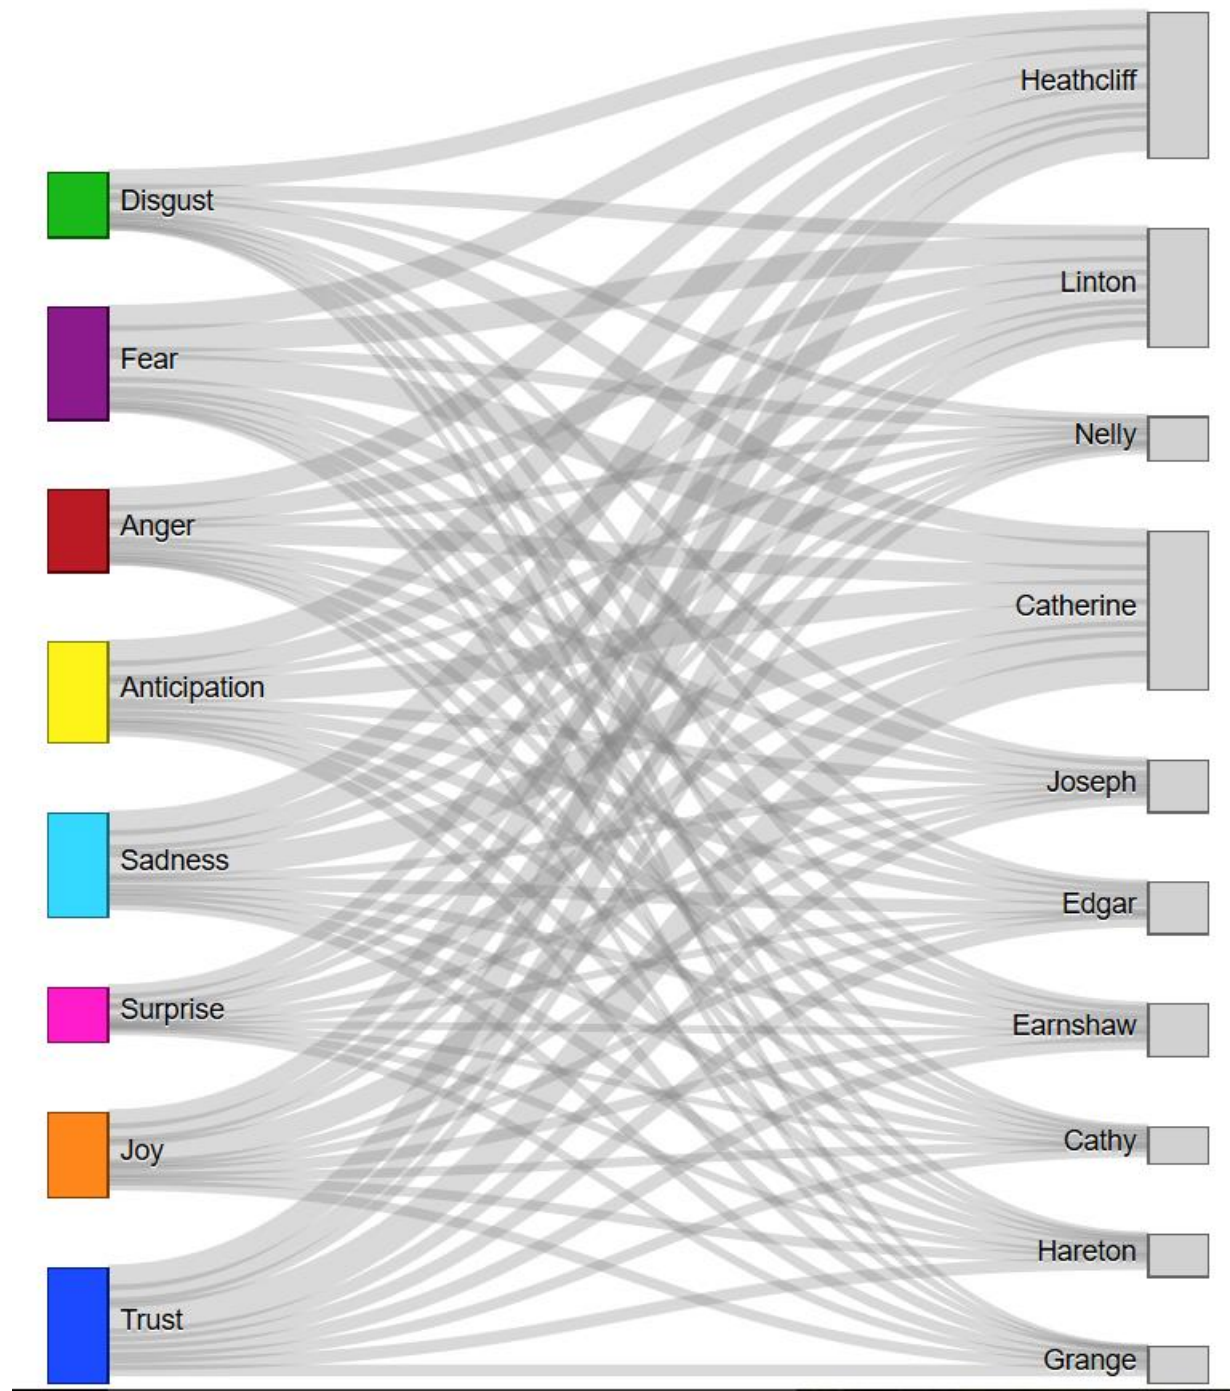 Disgust
Fear
Anger
Anticipation
Sadness
Surprise
Joy
Trust
Heathcliff
Linton
Nelly
Catherine
Joseph
Edgar
Earnshaw
Cathy
Hareton
Grange